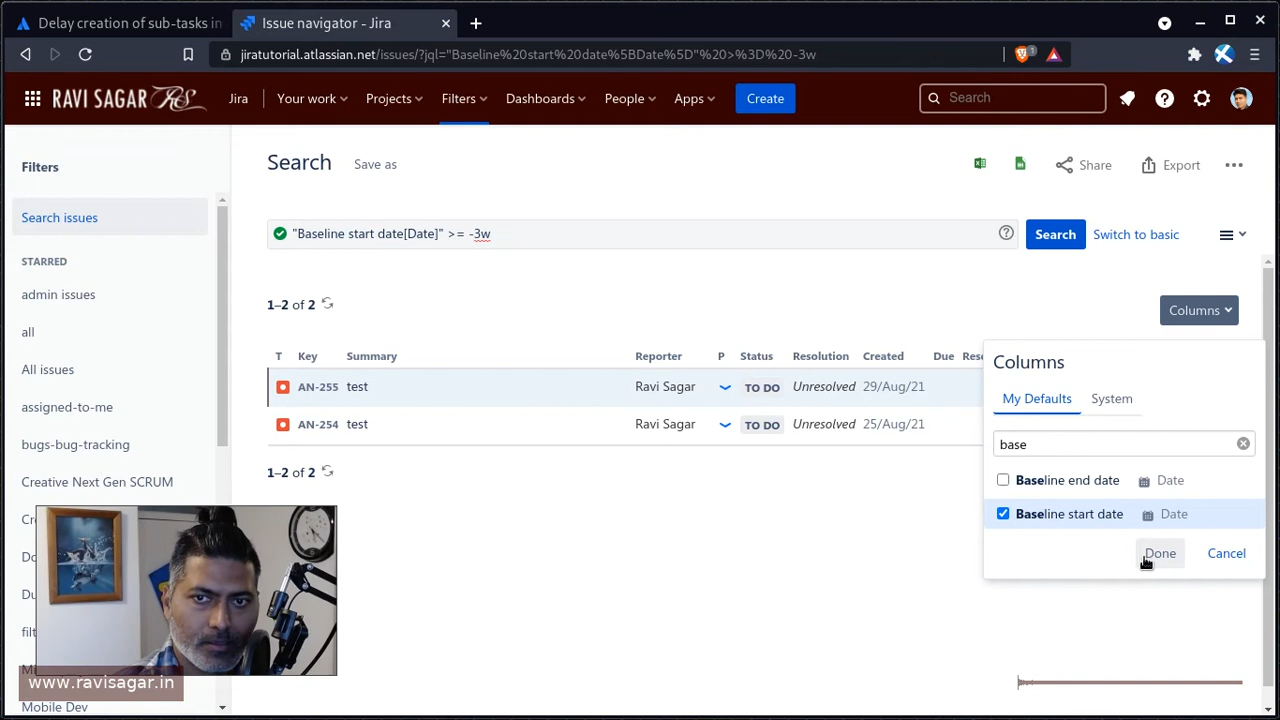 Delay creation of sub-tasks in
Issue navigator - Jira
jiratutorial.atlassian.net/issues/?jql="Baseline%20start%20date%5BDate%5D"%20>%3D%20-3w
1
RAVI SAGAR RS
Jira
Your work
Projects
Filters
Dashboards
People
Apps
Create
Search
Filters
Search issues
STARRED
admin issues
all
All issues
assigned-to-me
bugs-bug-tracking
Creative Next Gen SCRUM
Mobile Dev
Search
Save as
Share
Export
"Baseline start date[Date]" >= -3w
Search
Switch to basic
1–2 of 2
Columns
T Key Summary Reporter P Status Resolution Created Due
AN-255 test Ravi Sagar TO DO Unresolved 29/Aug/21
AN-254 test Ravi Sagar TO DO Unresolved 25/Aug/21
1–2 of 2
Columns
My Defaults
System
base
Baseline end date Date
Baseline start date Date
Done
Cancel
www.ravisagar.in